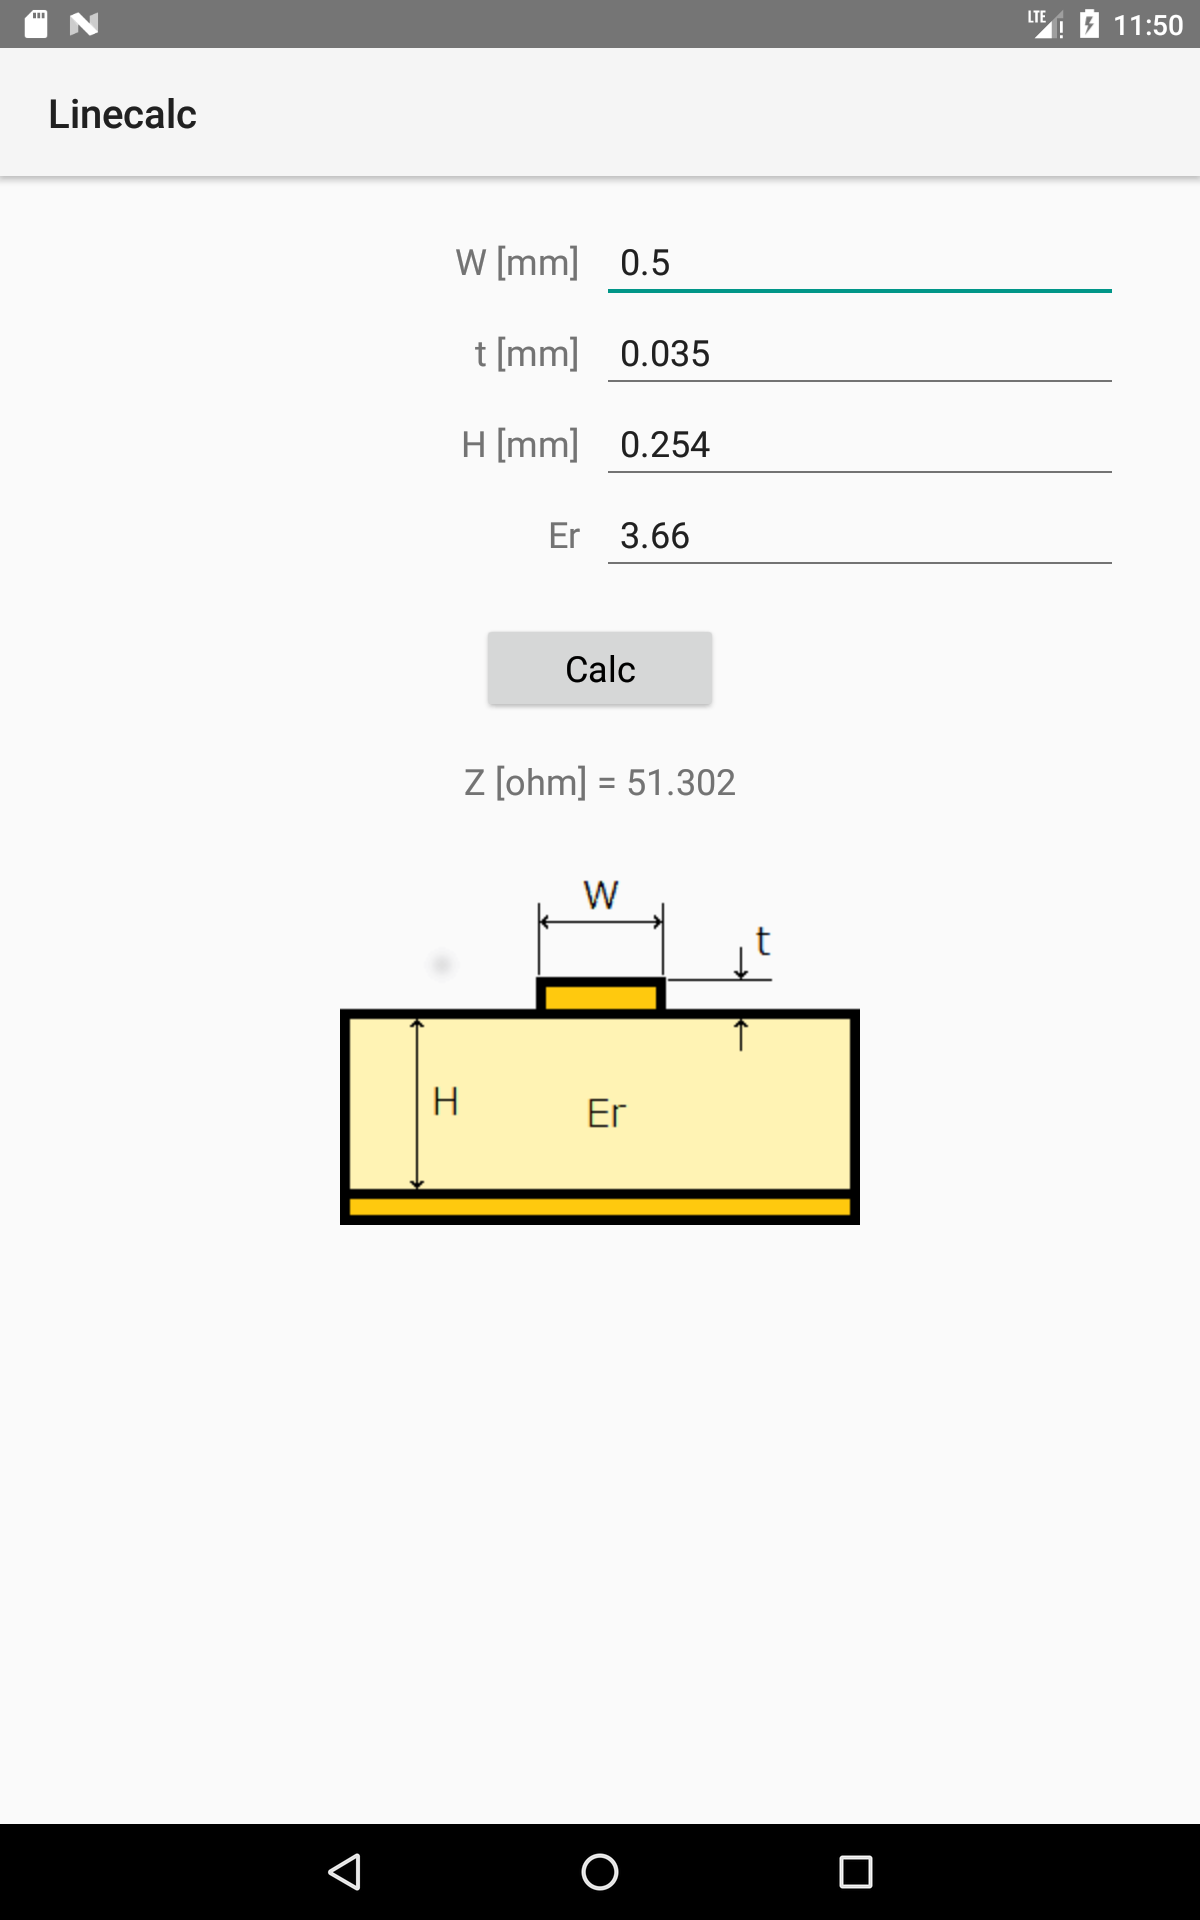 LTE 11:50
Linecalc
W [mm] 0.5
t [mm] 0.035
H [mm] 0.254
Er 3.66
Calc
Z [ohm] = 51.302
W
t
H
Er